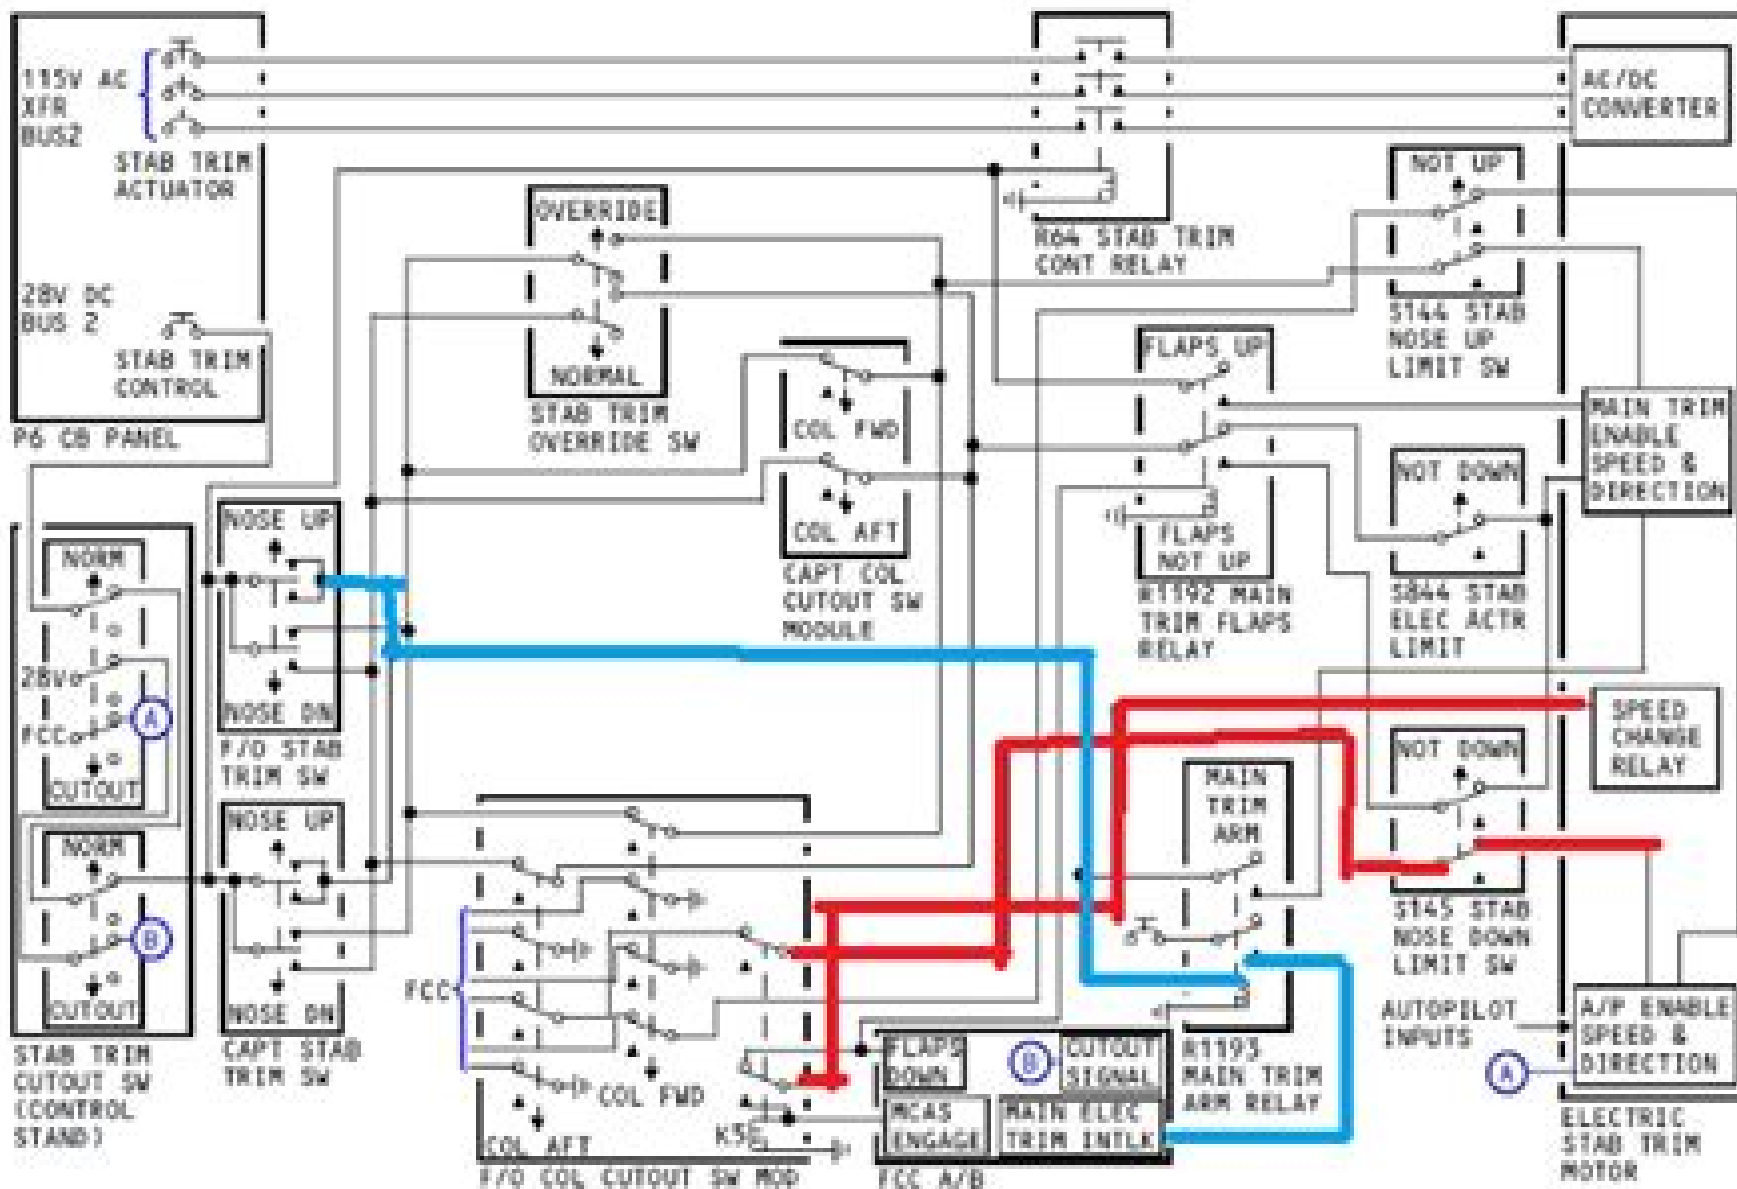 115V AC
XFR
BUS2
STAB TRIM
ACTUATOR
28V DC
BUS 2
STAB TRIM
CONTROL
P6 CB PANEL
OVERRIDE
NORMAL
STAB TRIM
OVERRIDE SW
R64 STAB TRIM
CONT RELAY
AC/DC
CONVERTER
NOT UP
S144 STAB
NOSE UP
LIMIT SW
COL FWD
COL AFT
CAPT COL
CUTOUT SW
MODULE
FLAPS UP
FLAPS
NOT UP
R1192 MAIN
TRIM FLAPS
RELAY
MAIN TRIM
ENABLE
SPEED &
DIRECTION
NOT DOWN
S844 STAB
ELEC ACTR
LIMIT
NORM
28V
FCC
A
CUTOUT
NORM
B
CUTOUT
STAB TRIM
CUTOUT SW
(CONTROL
STAND)
NOSE UP
NOSE DN
F/O STAB
TRIM SW
NOSE UP
NOSE DN
CAPT STAB
TRIM SW
SPEED
CHANGE
RELAY
NOT DOWN
S145 STAB
NOSE DOWN
LIMIT SW
MAIN
TRIM
ARM
R1193
MAIN TRIM
ARM RELAY
FCC
COL FWD
COL AFT
F/O COL CUTOUT SW MOD
FLAPS
DOWN
B
CUTOUT
SIGNAL
MCAS
ENGAGE
MAIN ELEC
TRIM INTLK
FCC A/B
AUTOPILOT
INPUTS
A
A/P ENABLE
SPEED &
DIRECTION
ELECTRIC
STAB TRIM
MOTOR